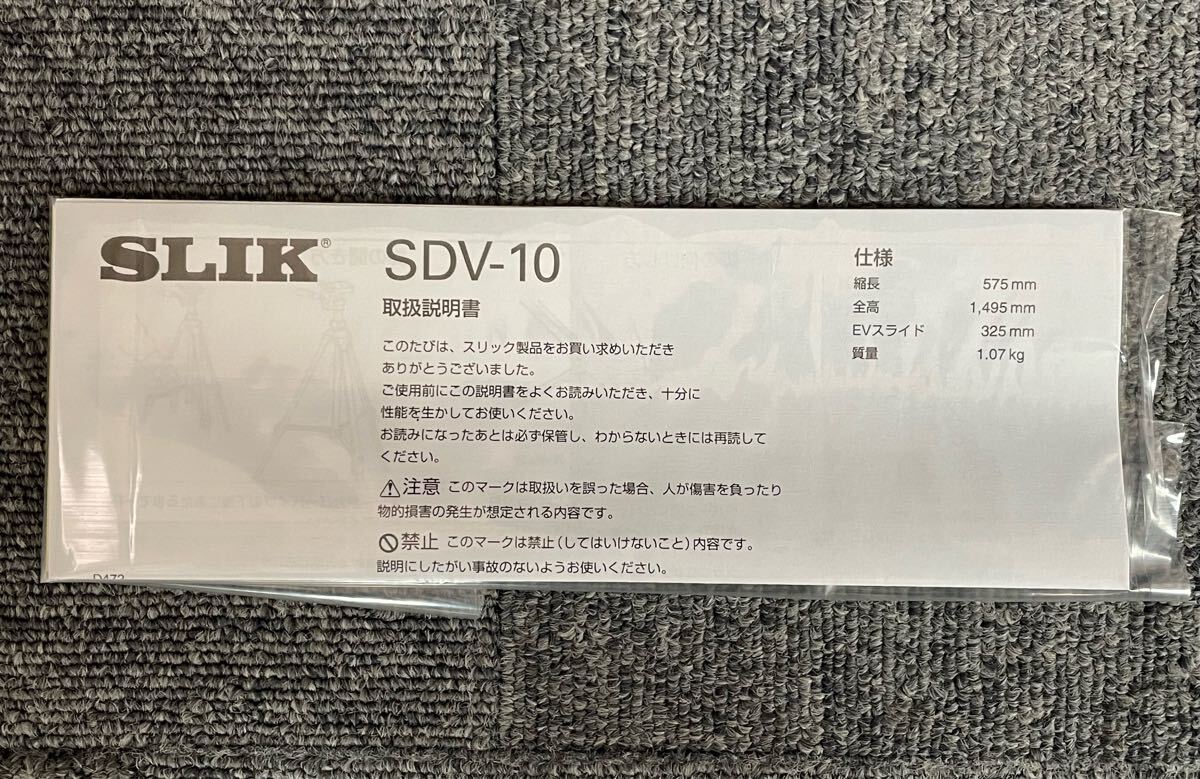 SLIK®
SDV-10
取扱説明書
このたびは、スリック製品をお買い求めいただき
ありがとうございました。
ご使用前にこの説明書をよくお読みいただき、十分に
性能を生かしてお使いください。
お読みになったあとは必ず保管し、わからないときには再読して
ください。
注意 このマークは取扱いを誤った場合、人が傷害を負ったり
物的損害の発生が想定される内容です。
禁止 このマークは禁止(してはいけないこと)内容です。
説明にしたがい事故のないようお使いください。
仕様
縮長 575mm
全高 1,495mm
EVスライド 325mm
質量 1.07kg